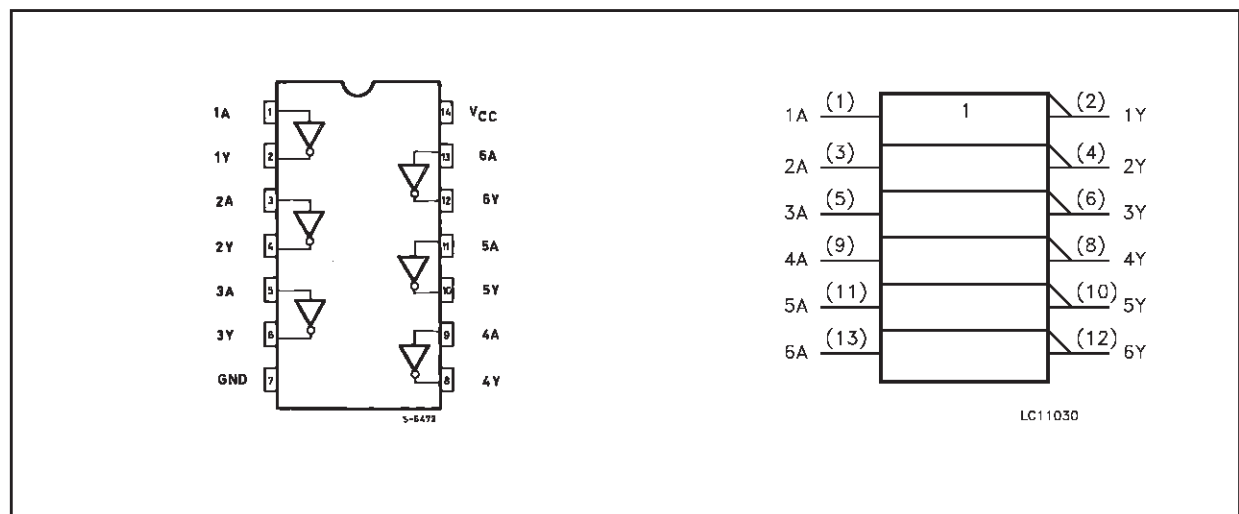 1A 1 14 VCC
1Y 2 13 6A
2A 3 12 6Y
2Y 4 11 5A
3A 5 10 5Y
3Y 6 9 4A
GND 7 8 4Y
1A (1) 1 (2) 1Y
2A (3) (4) 2Y
3A (5) (6) 3Y
4A (9) (8) 4Y
5A (11) (10) 5Y
6A (13) (12) 6Y
LC11030